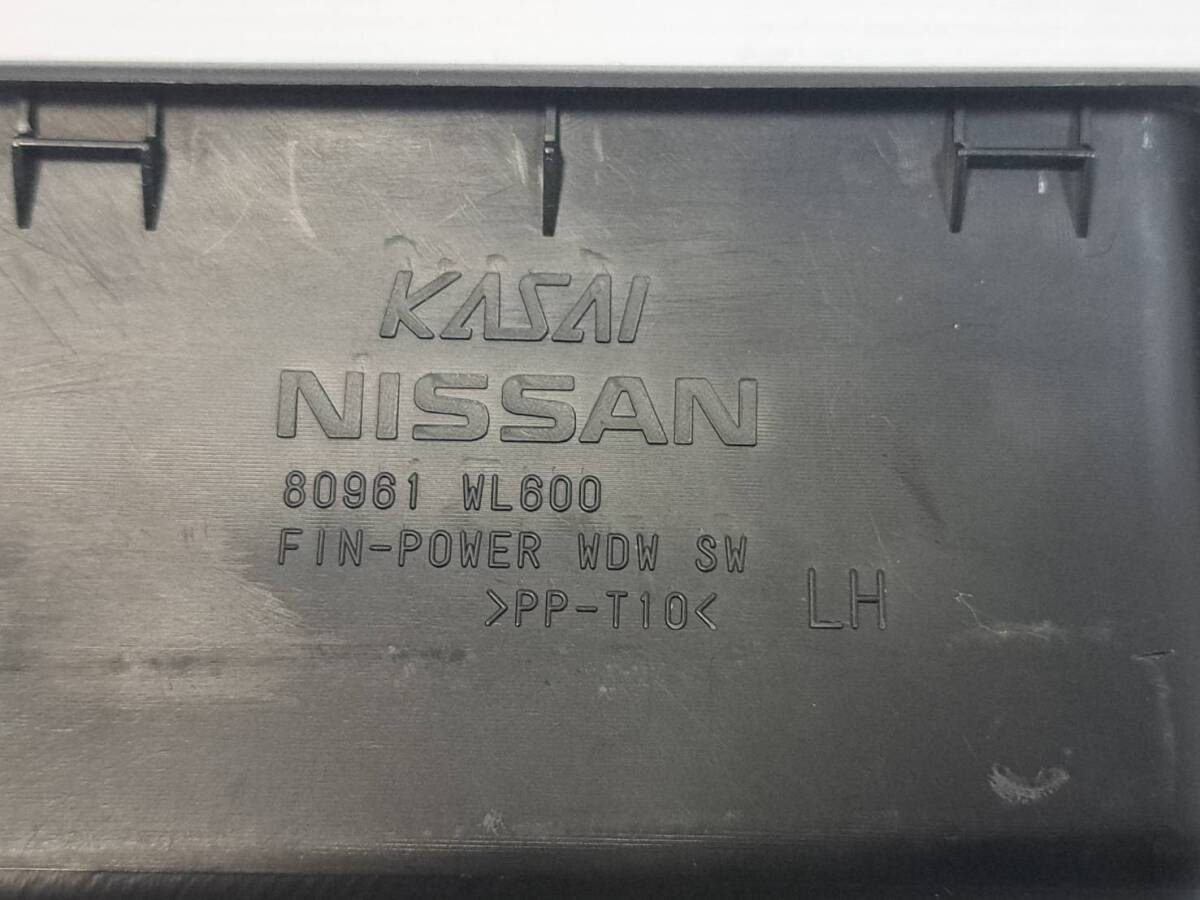 KASAI
NISSAN
80961 WL600
FIN-POWER WDW SW
>PP-T10<
LH